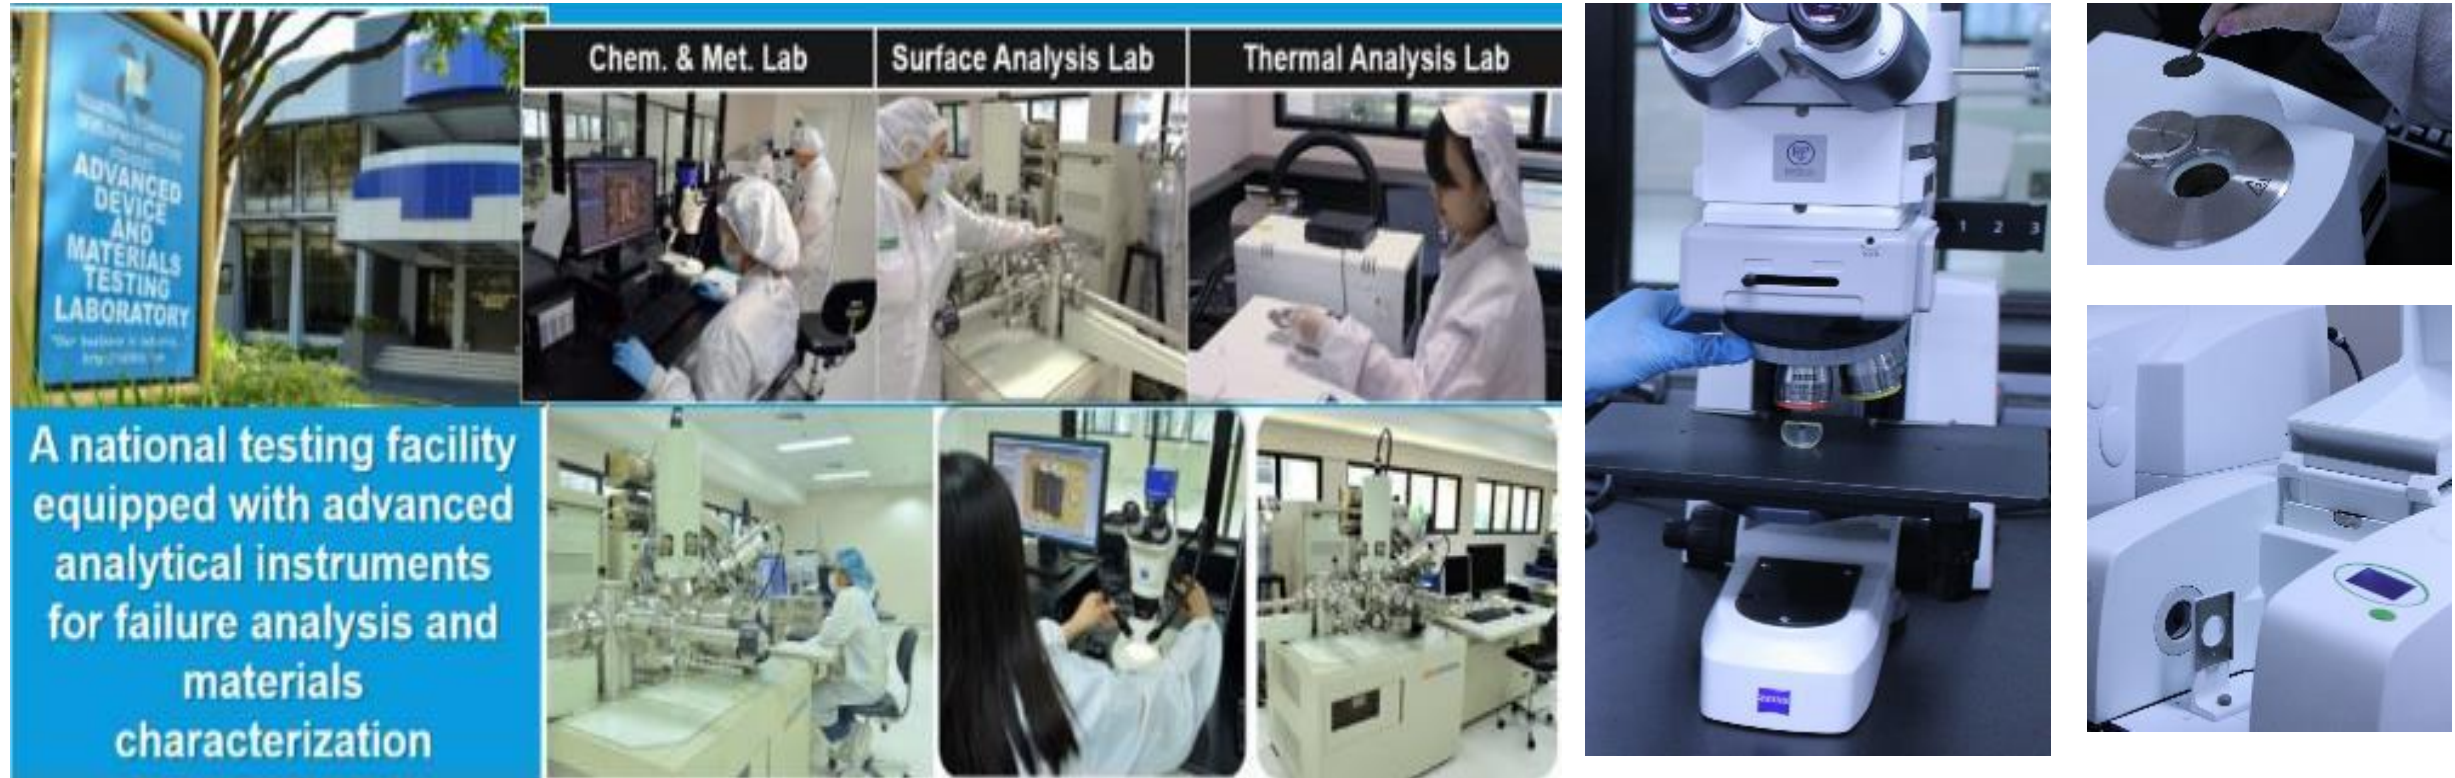 ADVANCED
DEVICE
AND
MATERIALS
TESTING
LABORATORY
Chem. & Met. Lab
Surface Analysis Lab
Thermal Analysis Lab
A national testing facility
equipped with advanced
analytical instruments
for failure analysis and
materials
characterization
1 2 3